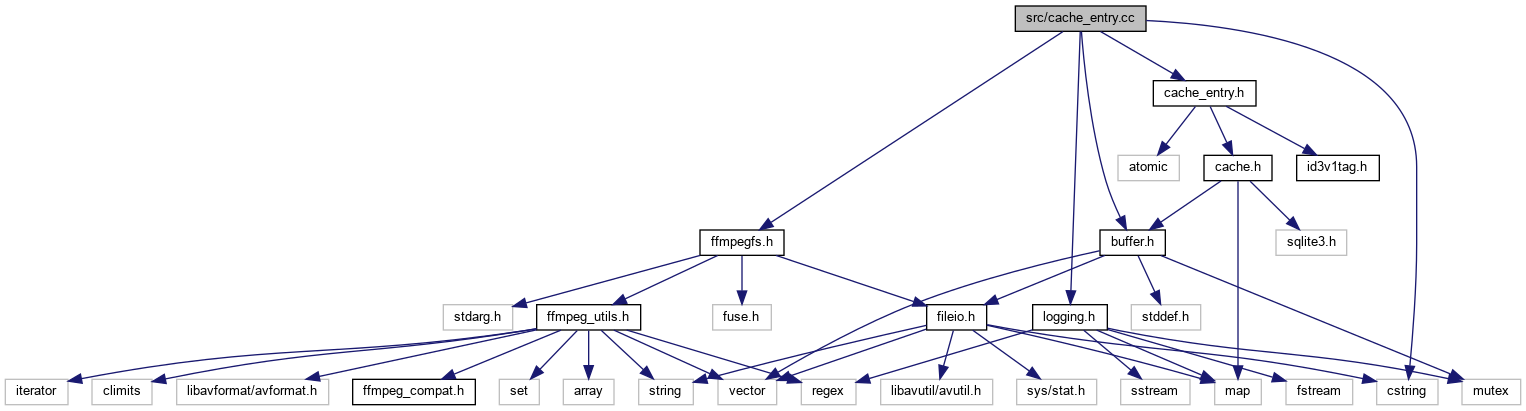 src/cache_entry.cc
cache_entry.h
atomic
cache.h
id3v1tag.h
ffmpegfs.h
buffer.h
sqlite3.h
stdarg.h
ffmpeg_utils.h
fuse.h
fileio.h
logging.h
stddef.h
iterator
climits
libavformat/avformat.h
ffmpeg_compat.h
set
array
string
vector
regex
libavutil/avutil.h
sys/stat.h
sstream
map
fstream
cstring
mutex